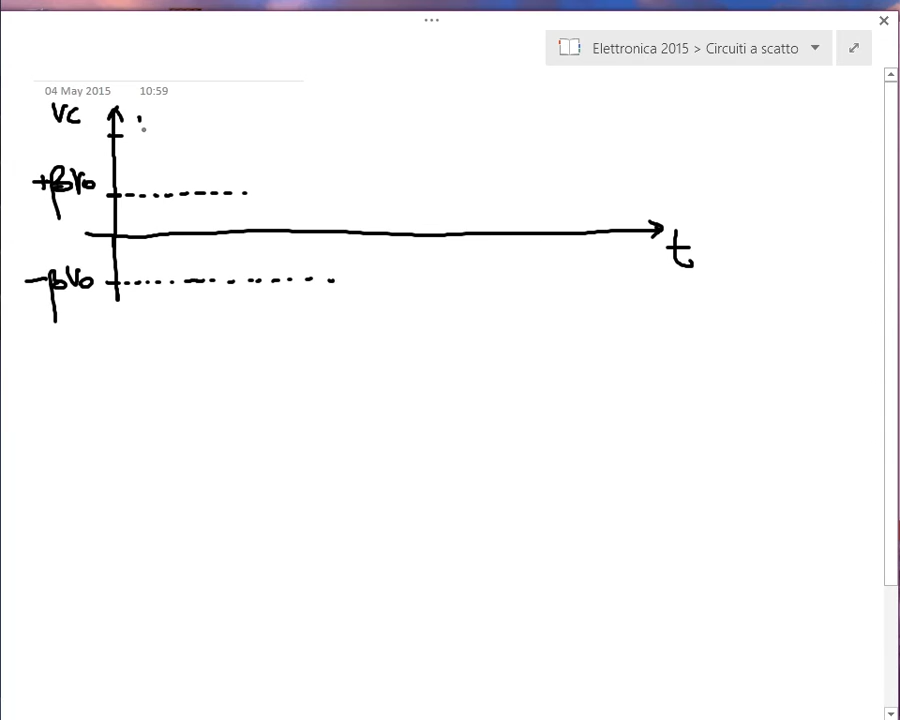 Elettronica 2015 > Circuiti a scatto
04 May 2015 10:59
VC
+βVo
t
-βVo